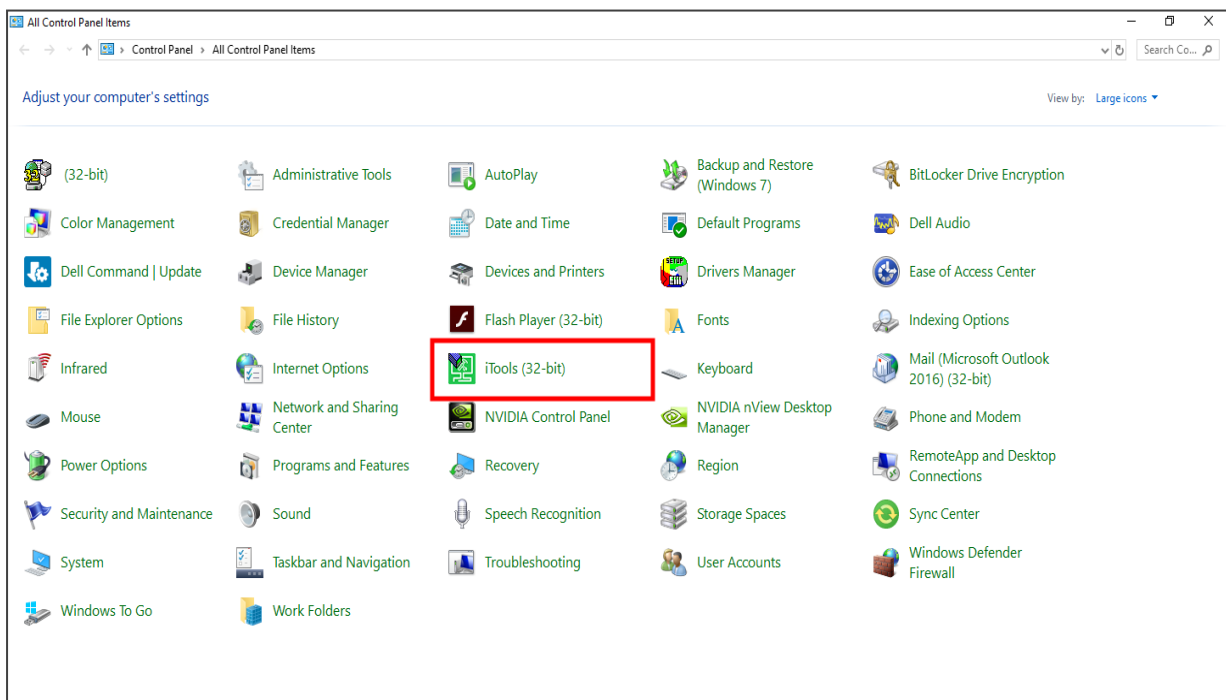 All Control Panel Items
Control Panel > All Control Panel Items
Search Co...
Adjust your computer's settings
View by: Large icons
(32-bit)
Administrative Tools
AutoPlay
Backup and Restore
(Windows 7)
BitLocker Drive Encryption
Color Management
Credential Manager
Date and Time
Default Programs
Dell Audio
Dell Command | Update
Device Manager
Devices and Printers
Drivers Manager
Ease of Access Center
File Explorer Options
File History
Flash Player (32-bit)
Fonts
Indexing Options
Infrared
Internet Options
iTools (32-bit)
Keyboard
Mail (Microsoft Outlook
2016) (32-bit)
Mouse
Network and Sharing
Center
NVIDIA Control Panel
NVIDIA nView Desktop
Manager
Phone and Modem
Power Options
Programs and Features
Recovery
Region
RemoteApp and Desktop
Connections
Security and Maintenance
Sound
Speech Recognition
Storage Spaces
Sync Center
System
Taskbar and Navigation
Troubleshooting
User Accounts
Windows Defender
Firewall
Windows To Go
Work Folders